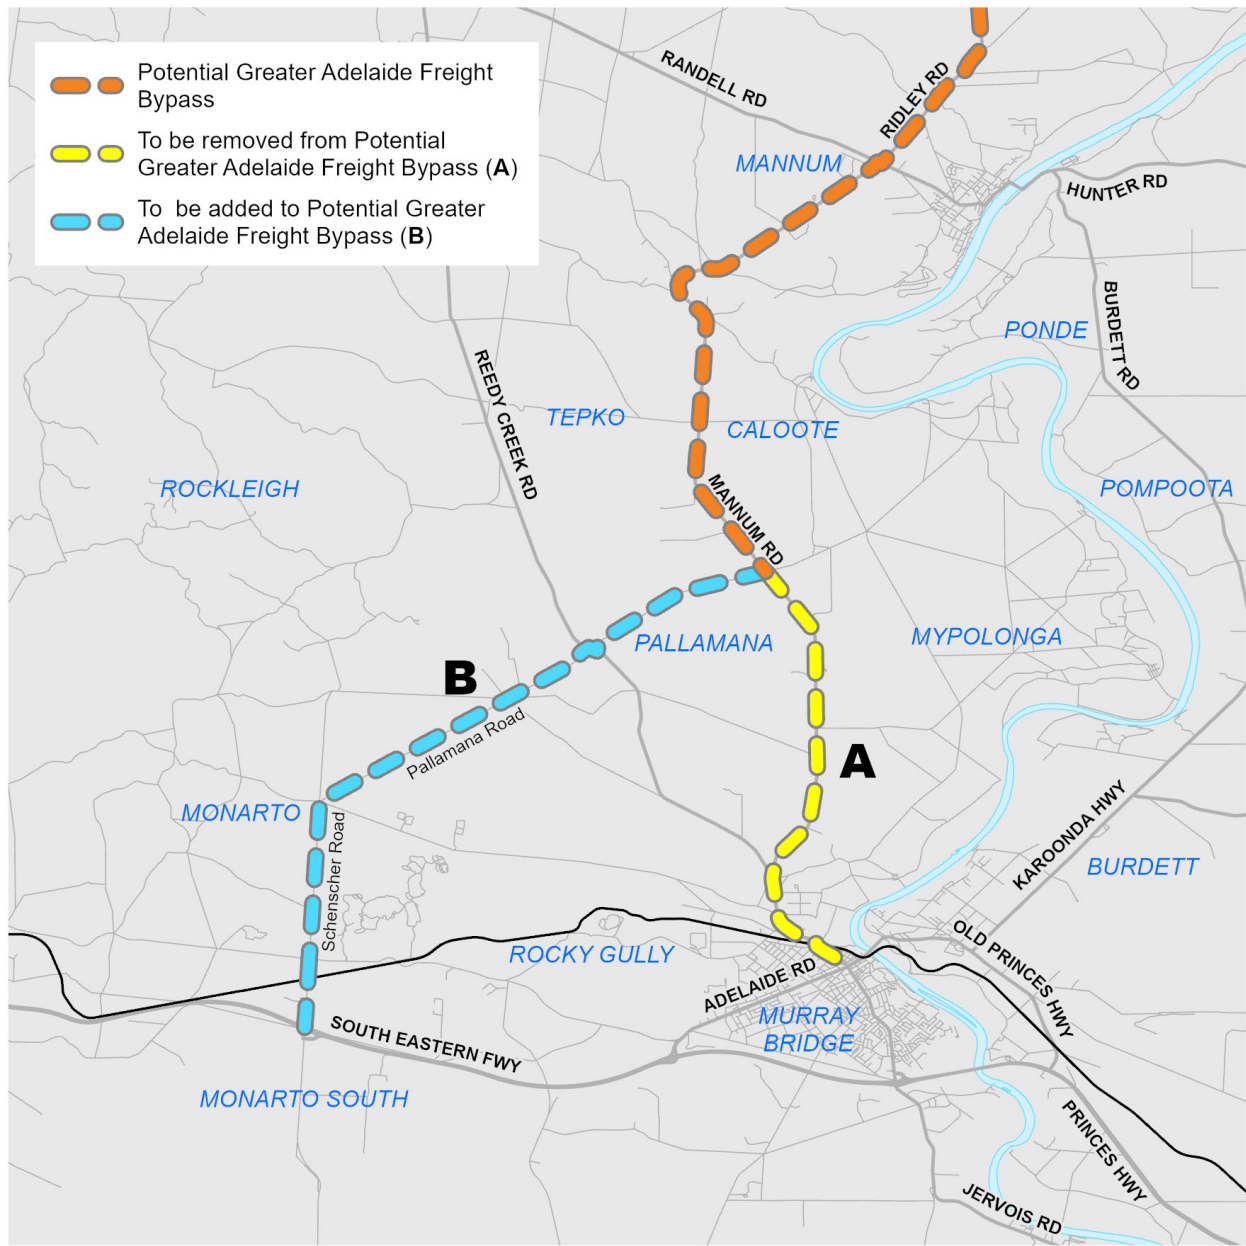 Potential Greater Adelaide Freight
Bypass
To be removed from Potential
Greater Adelaide Freight Bypass (A)
To be added to Potential Greater
Adelaide Freight Bypass (B)
RANDELL RD
RIDLEY RD
MANNUM
HUNTER RD
BURDETT RD
PONDE
REEDY CREEK RD
TEPKO
CALOOTE
ROCKLEIGH
MANNUM RD
POMPOOTA
PALLAMANA
MYPOLONGA
B
Pallamana Road
A
MONARTO
Schenscher Road
KAROONDA HWY
BURDETT
ROCKY GULLY
OLD PRINCES HWY
ADELAIDE RD
MURRAY
BRIDGE
SOUTH EASTERN FWY
MONARTO SOUTH
PRINCES HWY
JERVOIS RD